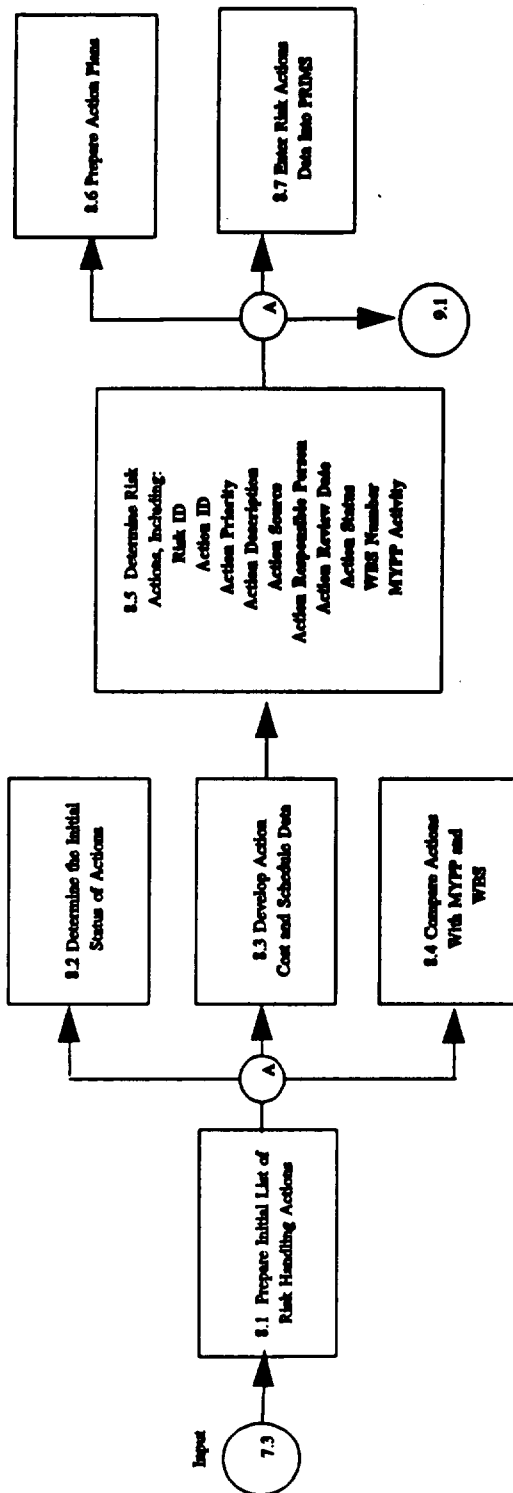 Input
7.3
8.1 Prepare Initial List of
Risk Handling Actions
A
8.2 Determine the Initial
Status of Actions
8.3 Develop Action
Cost and Schedule Data
8.4 Compare Actions
With MYPP and
WBS
8.5 Determine Risk
Actions, Including:
Risk ID
Action ID
Action Priority
Action Description
Action Source
Action Responsible Person
Action Review Date
Action Status
WBS Number
MYPP Activity
A
8.6 Prepare Action Plans
8.7 Enter Risk Actions
Data Into PRIMS
9.1